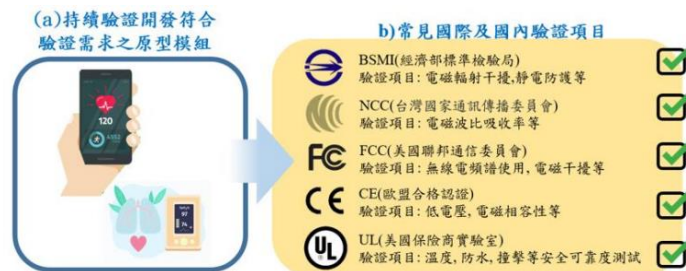 (a)持續驗證開發符合
驗證需求之原型模組
120
97
74
b)常見國際及國內驗證項目
BSMI(經濟部標準檢驗局)
驗證項目: 電磁輻射干擾,靜電防護等
NCC(台灣國家通訊傳播委員會)
驗證項目: 電磁波比吸收率等
FC
FCC(美國聯邦通信委員會)
驗證項目: 無線電頻譜使用, 電磁干擾等
CE
CE(歐盟合格認證)
驗證項目: 低電壓, 電磁相容性等
UL
UL(美國保險商實驗室)
驗證項目: 溫度, 防水, 撞擊等安全可靠度測試